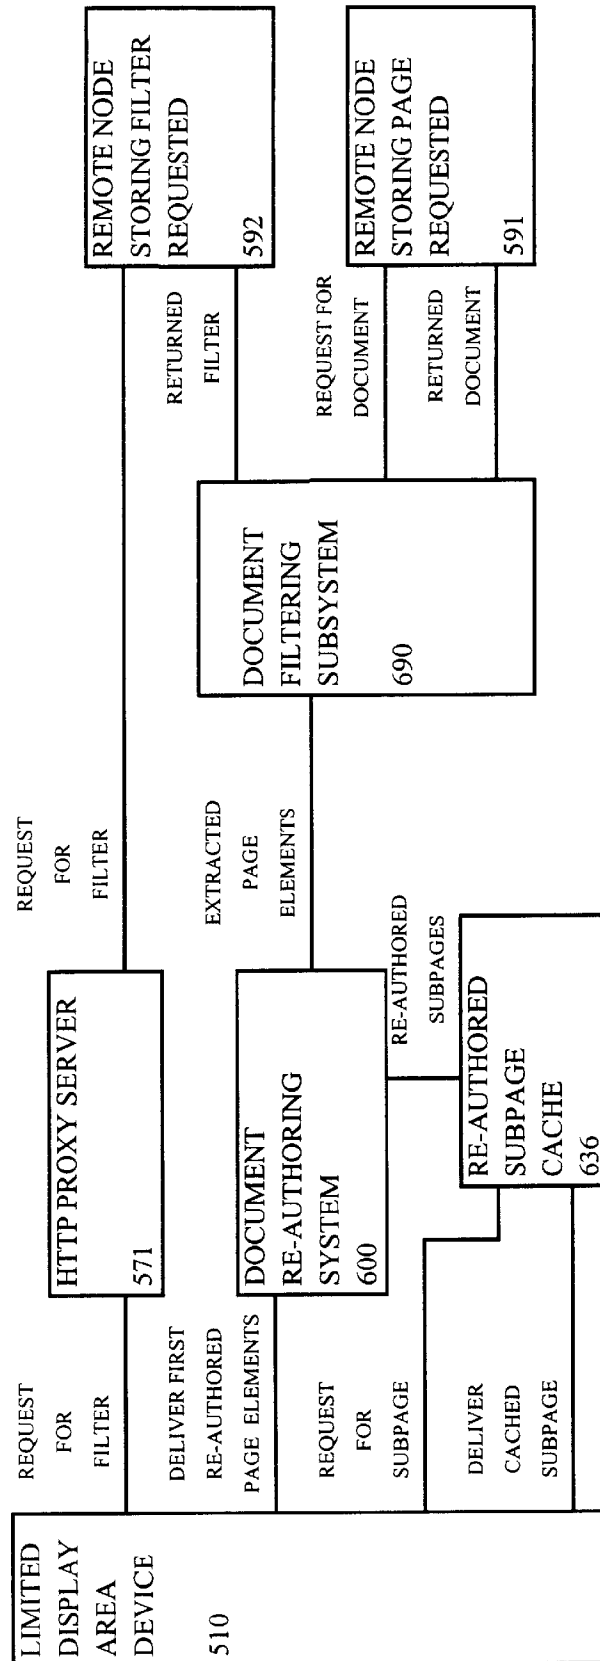 LIMITED
DISPLAY
AREA
DEVICE
510
REQUEST
FOR
FILTER
HTTP PROXY SERVER
571
REQUEST
FOR
FILTER
REMOTE NODE
STORING FILTER
REQUESTED
592
RETURNED
FILTER
DELIVER FIRST
RE-AUTHORED
PAGE ELEMENTS
DOCUMENT
RE-AUTHORING
SYSTEM
600
EXTRACTED
PAGE
ELEMENTS
DOCUMENT
FILTERING
SUBSYSTEM
690
REQUEST FOR
DOCUMENT
RETURNED
DOCUMENT
REMOTE NODE
STORING PAGE
REQUESTED
591
REQUEST
FOR
SUBPAGE
RE-AUTHORED
SUBPAGES
DELIVER
CACHED
SUBPAGE
RE-AUTHORED
SUBPAGE
CACHE
636